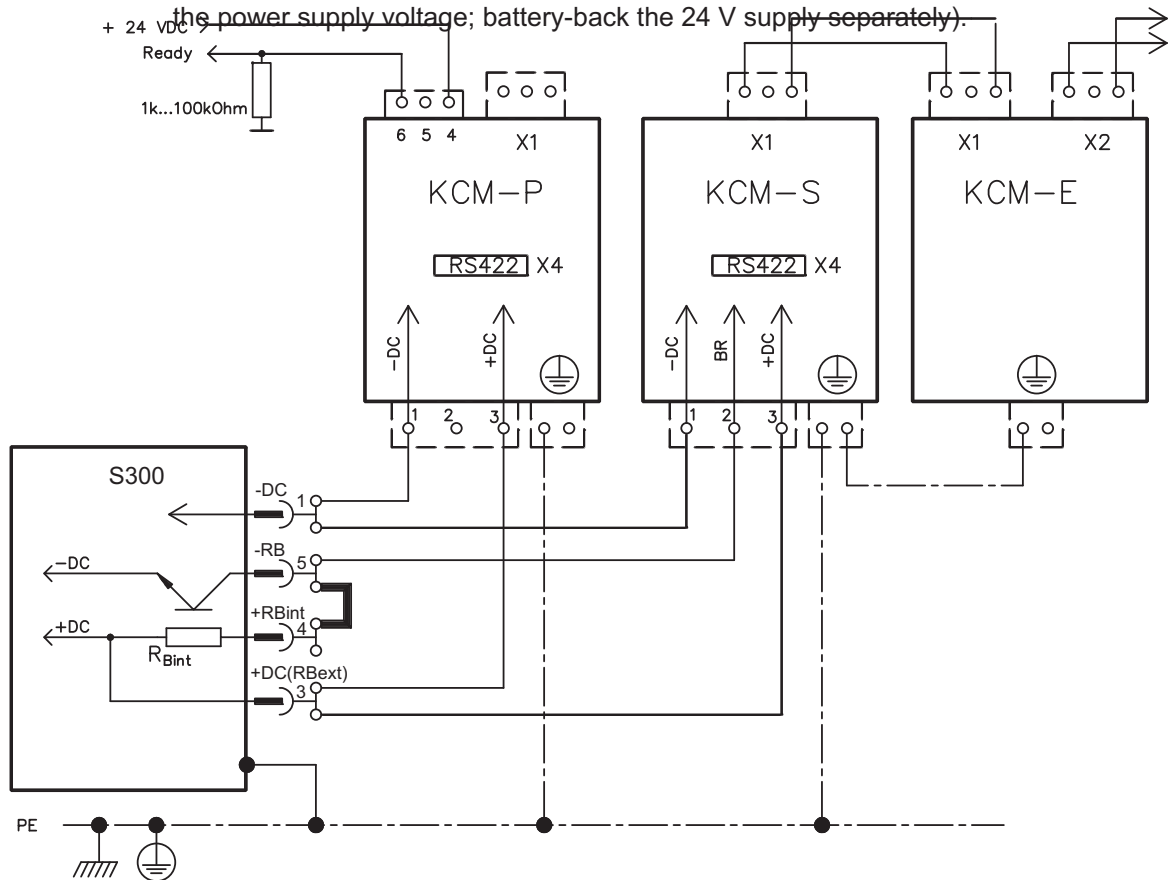 the power supply voltage; battery-back the 24 V supply separately).
+ 24 VDC
Ready
1k...100kOhm
6 5 4
X1
X1
X1
X2
KCM-P
KCM-S
KCM-E
RS422 X4
RS422 X4
-DC
+DC
-DC
BR
+DC
1 2 3
1 2 3
S300
-DC
1
-RB
5
-DC
+RBint
4
+DC
RBint
+DC(RBext)
3
PE